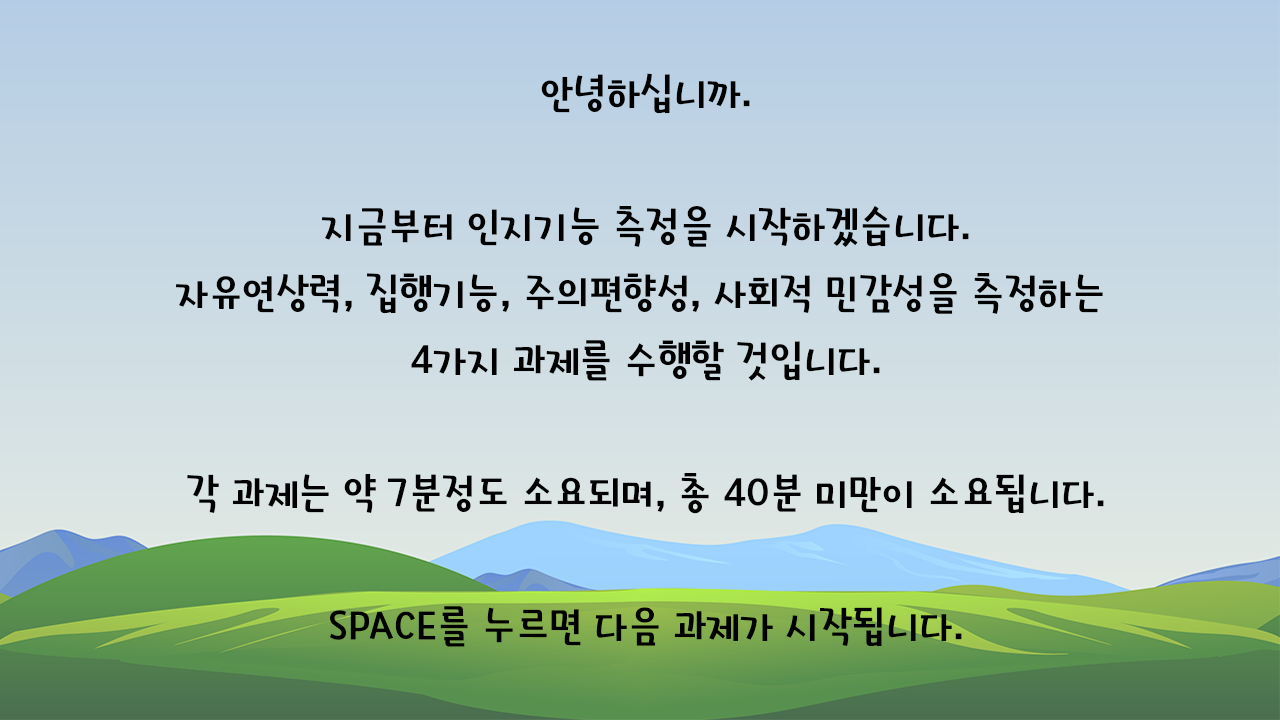 안녕하십니까.
지금부터 인지기능 측정을 시작하겠습니다.
자유연상력, 집행기능, 주의편향성, 사회적 민감성을 측정하는
4가지 과제를 수행할 것입니다.
각 과제는 약 7분정도 소요되며, 총 40분 미만이 소요됩니다.
SPACE를 누르면 다음 과제가 시작됩니다.